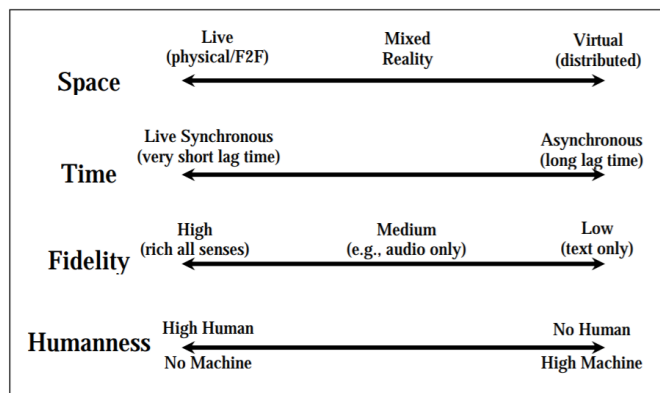 Live
(physical/F2F)
Mixed
Reality
Virtual
(distributed)
Space
Live Synchronous
(very short lag time)
Asynchronous
(long lag time)
Time
High
(rich all senses)
Medium
(e.g., audio only)
Low
(text only)
Fidelity
High Human
No Human
Humanness
No Machine
High Machine